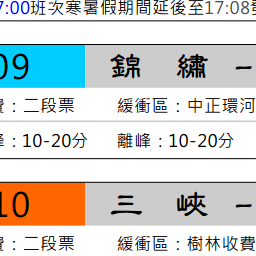 7:00班次寒暑假期間延後至17:08
09 錦 繡 -
費：二段票 緩衝區：中正環河
峰：10-20分 離峰：10-20分
10 三 峽 -
費：二段票 緩衝區：樹林收費